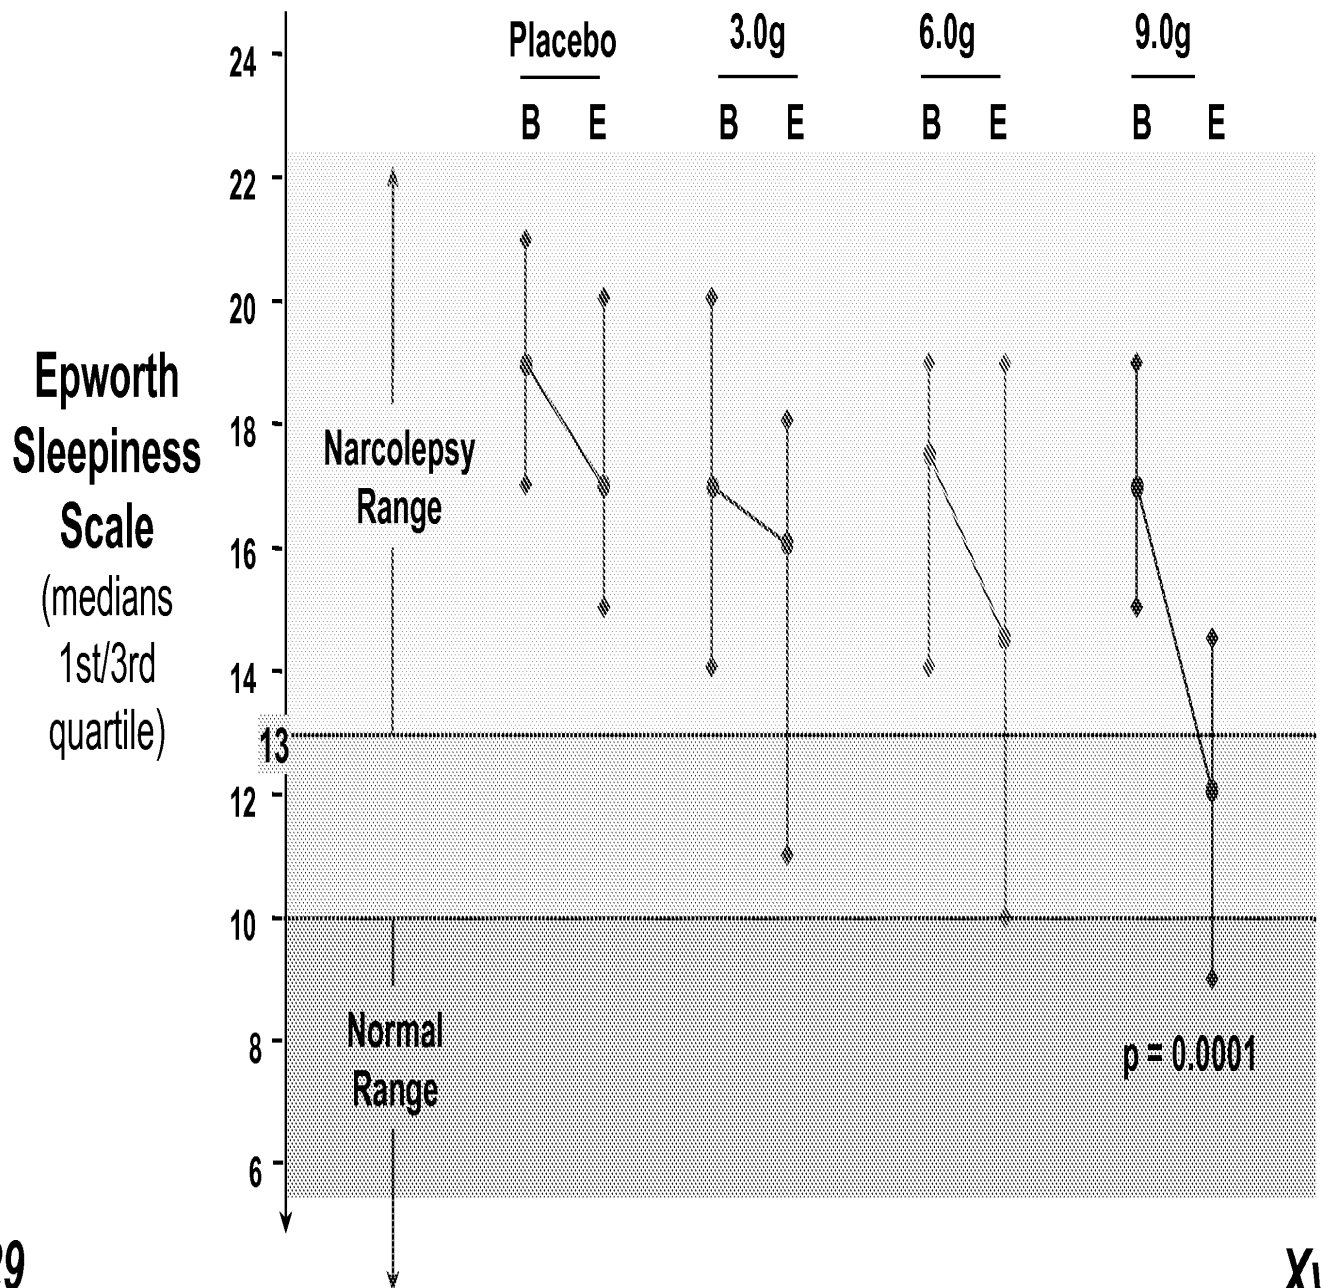 Placebo 3.0g 6.0g 9.0g
B E B E B E B E
24
22
20
18
16
14
13
12
10
8
6
Epworth
Sleepiness
Scale
(medians
1st/3rd
quartile)
Narcolepsy
Range
Normal
Range
p = 0.0001